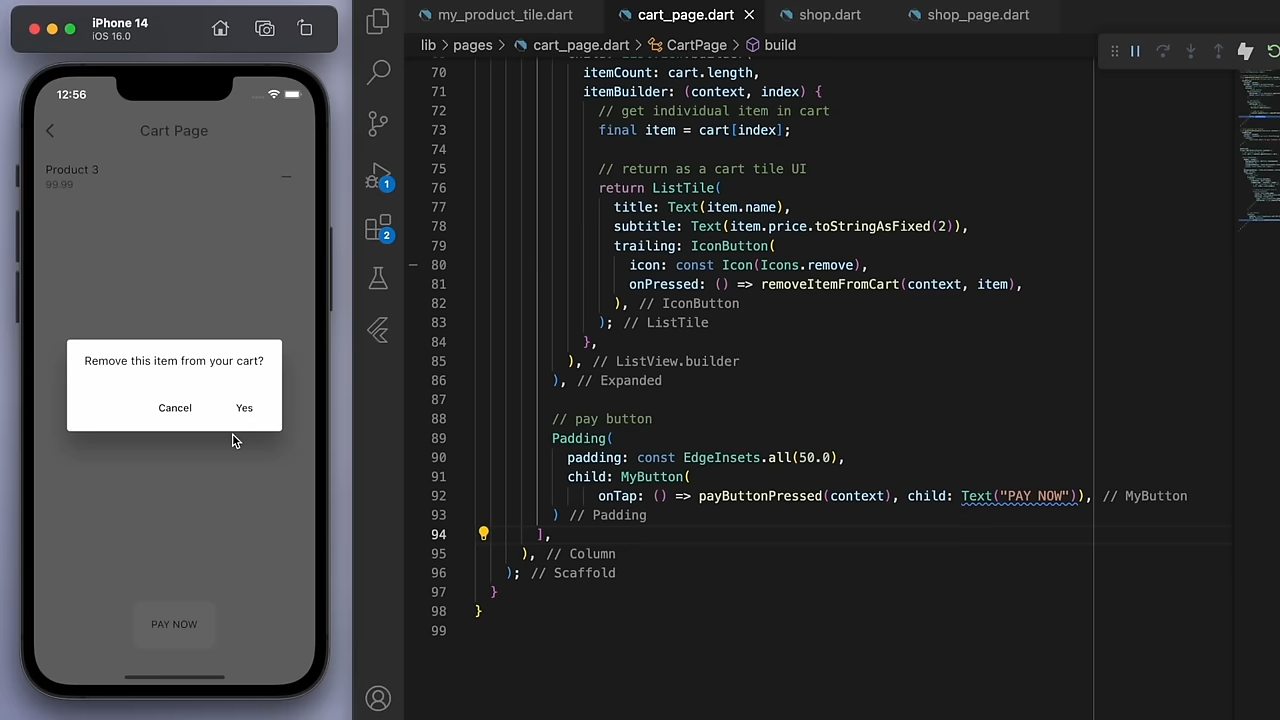 iPhone 14
iOS 16.0
12:56
Cart Page
Product 3
99.99
Remove this item from your cart?
Cancel
Yes
PAY NOW
1
2
my_product_tile.dart
cart_page.dart
shop.dart
shop_page.dart
lib > pages > cart_page.dart > CartPage > build
70 itemCount: cart.length,
71 itemBuilder: (context, index) {
72 // get individual item in cart
73 final item = cart[index];
74
75 // return as a cart tile UI
76 return ListTile(
77 title: Text(item.name),
78 subtitle: Text(item.price.toStringAsFixed(2)),
79 trailing: IconButton(
80 icon: const Icon(Icons.remove),
81 onPressed: () => removeItemFromCart(context, item),
82 ), // IconButton
83 ); // ListTile
84 },
85 ), // ListView.builder
86 ), // Expanded
87
88 // pay button
89 Padding(
90 padding: const EdgeInsets.all(50.0),
91 child: MyButton(
92 onTap: () => payButtonPressed(context), child: Text("PAY NOW")), // MyButton
93 ) // Padding
94 ],
95 ), // Column
96 ); // Scaffold
97 }
98 }
99